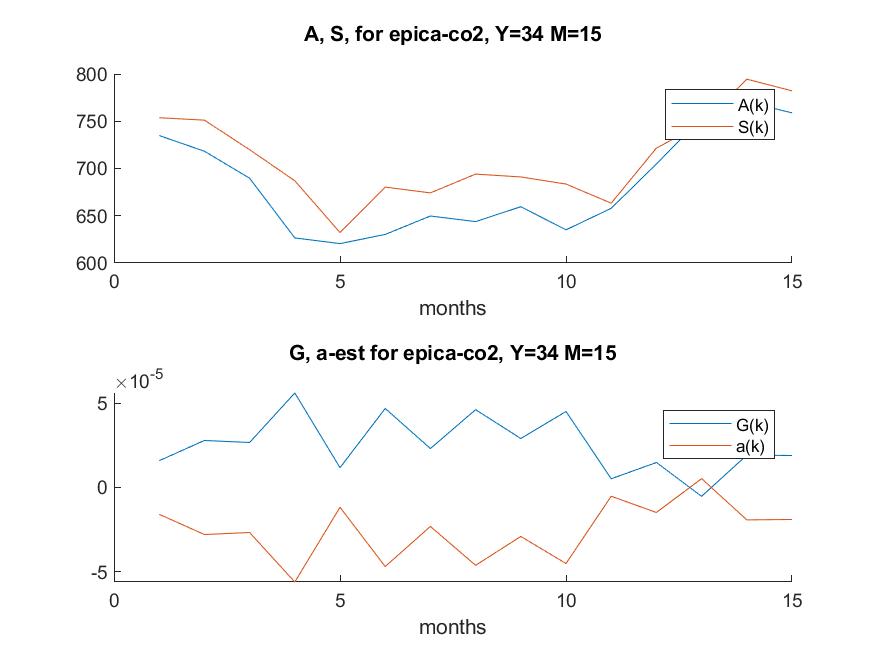 A, S, for epica-co2, Y=34 M=15
800
750
700
650
600
0
5
10
15
months
A(k)
S(k)
G, a-est for epica-co2, Y=34 M=15
×10-5
5
0
-5
0
5
10
15
months
G(k)
a(k)